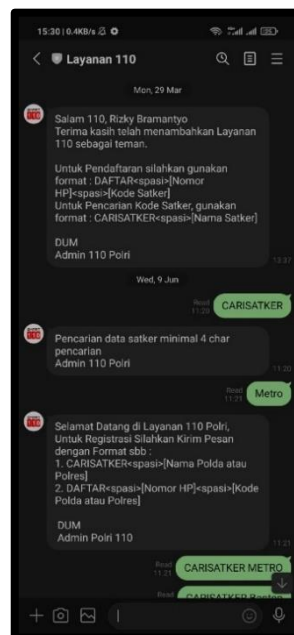 15:30 | 0.4KB/s
Layanan 110
Mon, 29 Mar
Salam 110, Rizky Bramantyo
Terima kasih telah menambahkan Layanan
110 sebagai teman.
Untuk Pendaftaran silahkan gunakan
format : DAFTAR<spasi>[Nomor
HP]<spasi>[Kode Satker]
Untuk Pencarian Kode Satker, gunakan
format : CARISATKER<spasi>[Nama Satker]
DUM
Admin 110 Polri
13:37
Wed, 9 Jun
Read
11:20
CARISATKER
Pencarian data satker minimal 4 char
pencarian
Admin 110 Polri
11:20
Read
11:21
Metro
Selamat Datang di Layanan 110 Polri,
Untuk Registrasi Silahkan Kirim Pesan
dengan Format sbb :
1. CARISATKER<spasi>[Nama Polda atau
Polres]
2. DAFTAR<spasi>[Nomor HP]<spasi>[Kode
Polda atau Polres]
DUM
Admin Polri 110
11:21
Read
11:21
CARISATKER METRO
Read
CARISATKER Banten